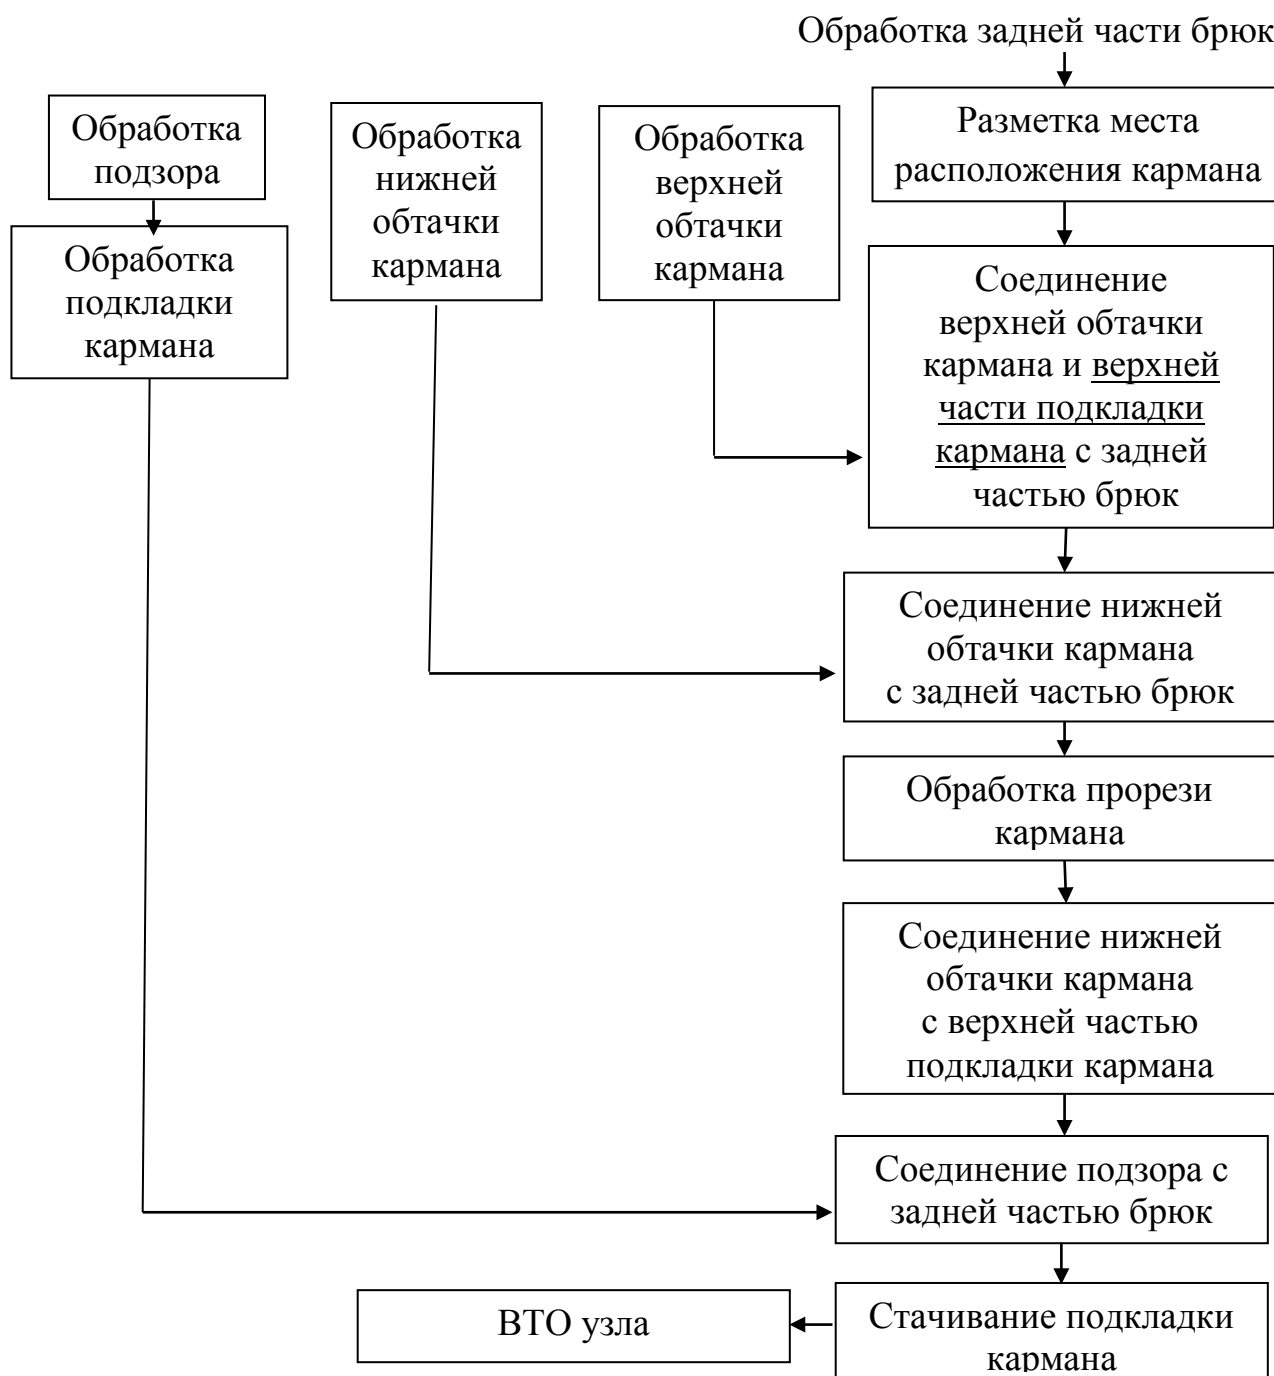 Обработка задней части брюк
Обработка
подзора
Обработка
подкладки
кармана
Обработка
нижней
обтачки
кармана
Обработка
верхней
обтачки
кармана
Разметка места
расположения кармана
Соединение
верхней обтачки
кармана и верхней
части подкладки
кармана с задней
частью брюк
Соединение нижней
обтачки кармана
с задней частью брюк
Обработка прорези
кармана
Соединение нижней
обтачки кармана
с верхней частью
подкладки кармана
Соединение подзора с
задней частью брюк
Стачивание подкладки
кармана
ВТО узла